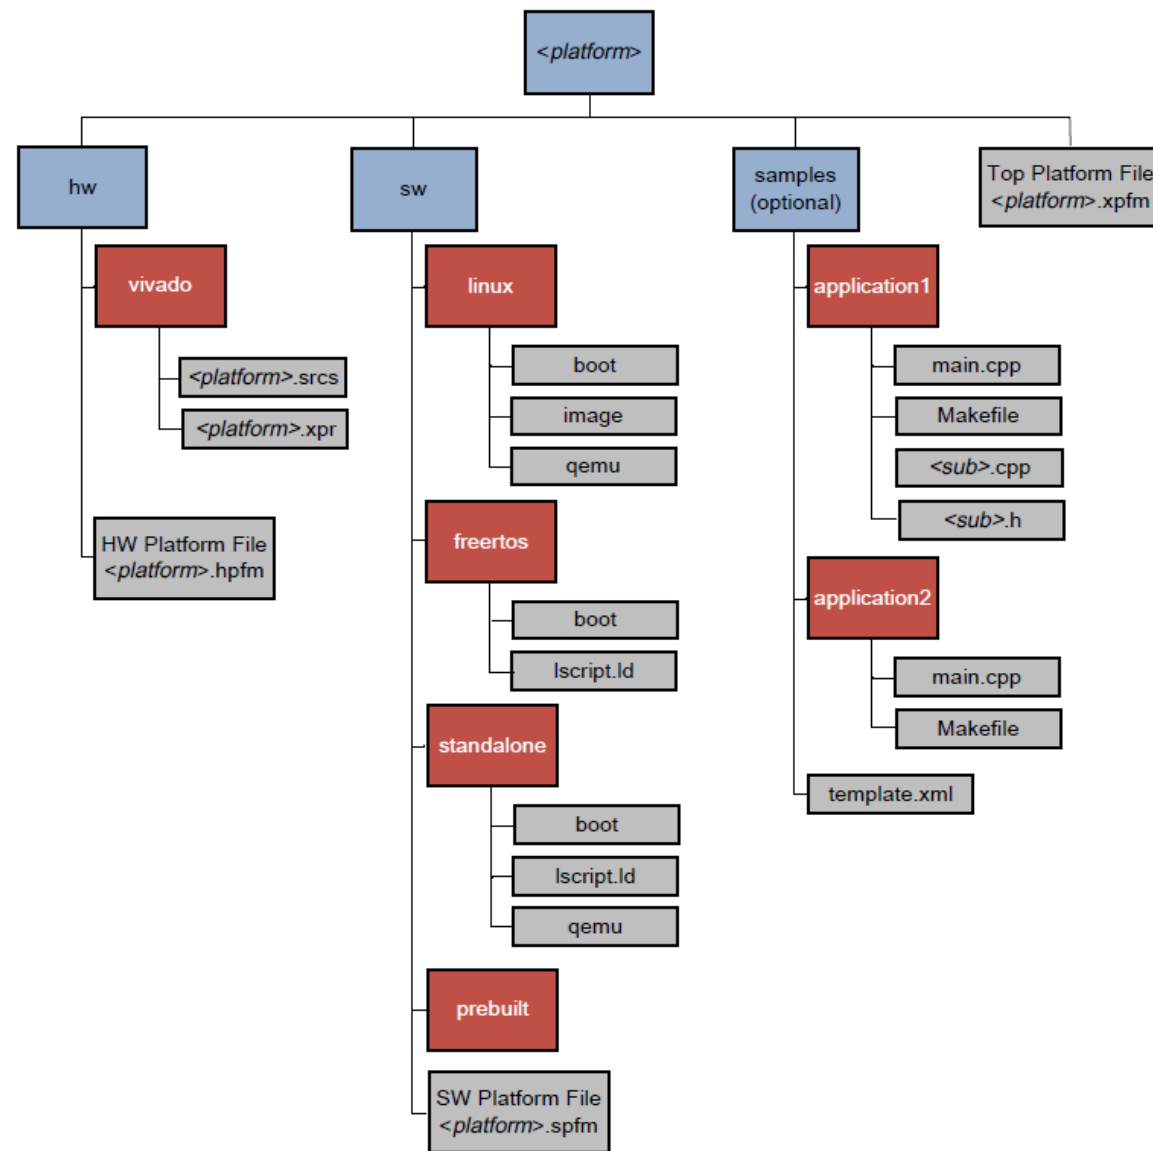 <platform>
hw
sw
samples
(optional)
Top Platform File
<platform>.xpfm
vivado
<platform>.srcs
<platform>.xpr
HW Platform File
<platform>.hpfm
linux
boot
image
qemu
freertos
boot
lscript.ld
standalone
boot
lscript.ld
qemu
prebuilt
SW Platform File
<platform>.spfm
application1
main.cpp
Makefile
<sub>.cpp
<sub>.h
application2
main.cpp
Makefile
template.xml